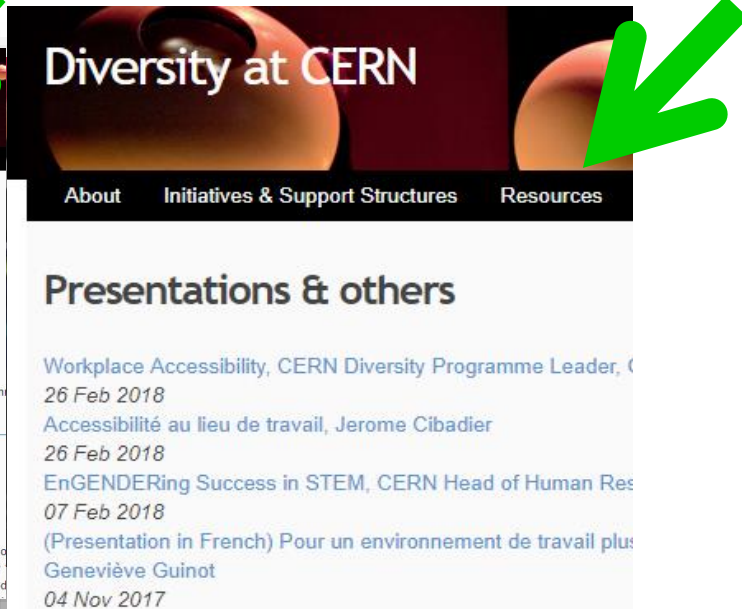 Diversity at CERN
About Initiatives & Support Structures Resources
Presentations & others
Workplace Accessibility, CERN Diversity Programme Leader,
26 Feb 2018
Accessibilité au lieu de travail, Jerome Cibadier
26 Feb 2018
EnGENDERing Success in STEM, CERN Head of Human Res
07 Feb 2018
(Presentation in French) Pour un environnement de travail plus
Geneviève Guinot
04 Nov 2017